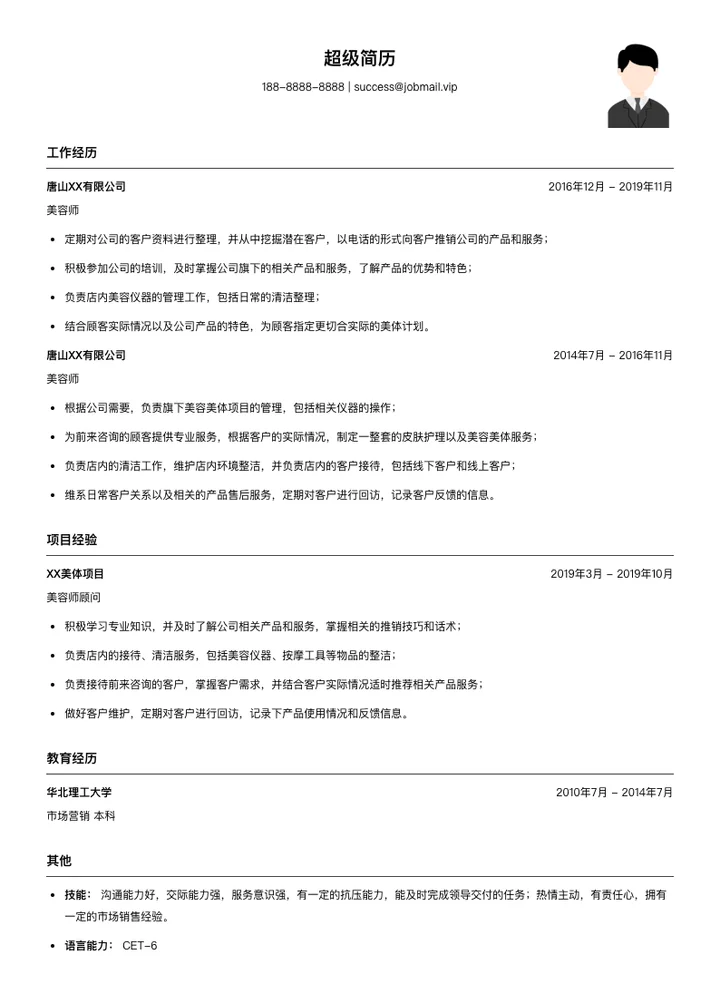 超级简历
188-8888-8888 | success@jobmail.vip
工作经历
唐山XX有限公司 2016年12月 – 2019年11月
美容师
• 定期对公司的客户资料进行整理，并从中挖掘潜在客户，以电话的形式向客户推销公司的产品和服务；
• 积极参加公司的培训，及时掌握公司旗下的相关产品和服务，了解产品的优势和特色；
• 负责店内美容仪器的管理工作，包括日常的清洁整理；
• 结合顾客实际情况以及公司产品的特色，为顾客指定更切合实际的美体计划。
唐山XX有限公司 2014年7月 – 2016年11月
美容师
• 根据公司需要，负责旗下美容美体项目的管理，包括相关仪器的操作；
• 为前来咨询的顾客提供专业服务，根据客户的实际情况，制定一整套的皮肤护理以及美容美体服务；
• 负责店内的清洁工作，维护店内环境整洁，并负责店内的客户接待，包括线下客户和线上客户；
• 维系日常客户关系以及相关的产品售后服务，定期对客户进行回访，记录客户反馈的信息。
项目经验
XX美体项目 2019年3月 – 2019年10月
美容师顾问
• 积极学习专业知识，并及时了解公司相关产品和服务，掌握相关的推销技巧和话术；
• 负责店内的接待、清洁服务，包括美容仪器、按摩工具等物品的整洁；
• 负责接待前来咨询的客户，掌握客户需求，并结合客户实际情况适时推荐相关产品服务；
• 做好客户维护，定期对客户进行回访，记录下产品使用情况和反馈信息。
教育经历
华北理工大学 2010年7月 – 2014年7月
市场营销 本科
其他
• 技能： 沟通能力好，交际能力强，服务意识强，有一定的抗压能力，能及时完成领导交付的任务；热情主动，有责任心，拥有
一定的市场销售经验。
• 语言能力： CET-6